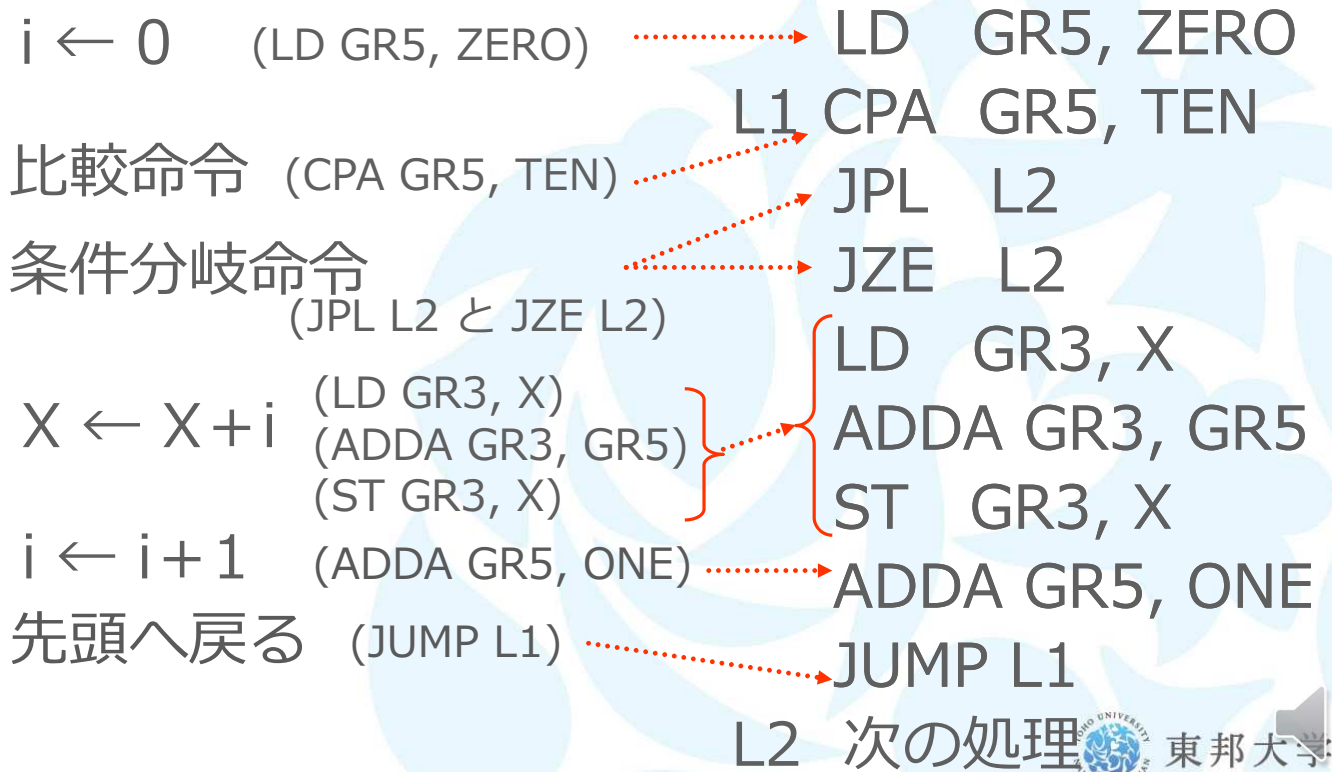 i ← 0 (LD GR5, ZERO)
比較命令 (CPA GR5, TEN)
条件分岐命令
(JPL L2 と JZE L2)
X ← X+i
(LD GR3, X)
(ADDA GR3, GR5)
(ST GR3, X)
i ← i+1 (ADDA GR5, ONE)
先頭へ戻る (JUMP L1)
LD GR5, ZERO
L1 CPA GR5, TEN
JPL L2
JZE L2
LD GR3, X
ADDA GR3, GR5
ST GR3, X
ADDA GR5, ONE
JUMP L1
L2 次の処理
東邦大学